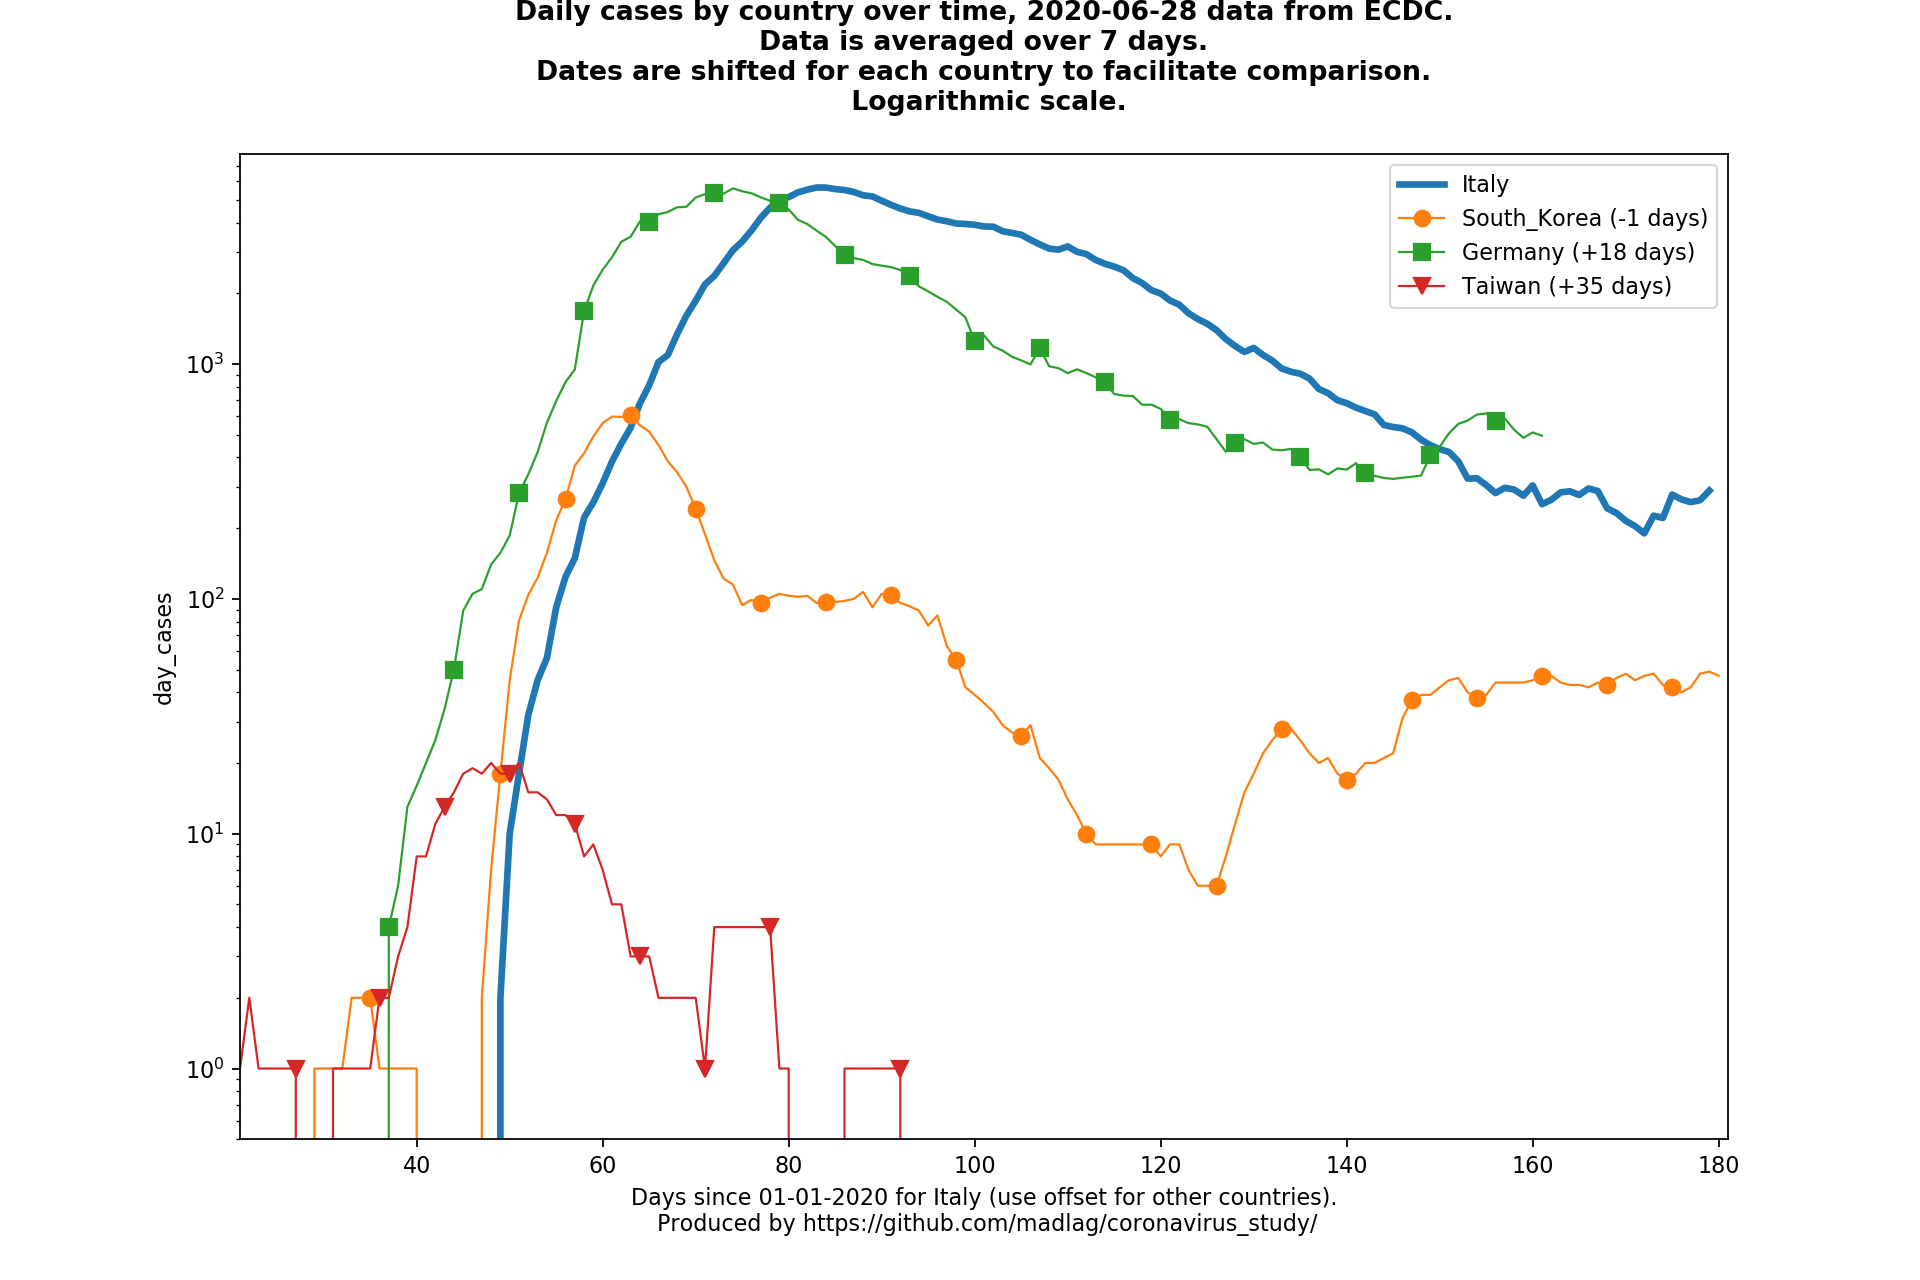 Daily cases by country over time, 2020-06-28 data from ECDC.
Data is averaged over 7 days.
Dates are shifted for each country to facilitate comparison.
Logarithmic scale.
Italy
South_Korea (-1 days)
Germany (+18 days)
Taiwan (+35 days)
10³
10²
10¹
10⁰
day_cases
40 60 80 100 120 140 160 180
Days since 01-01-2020 for Italy (use offset for other countries).
Produced by https://github.com/madlag/coronavirus_study/